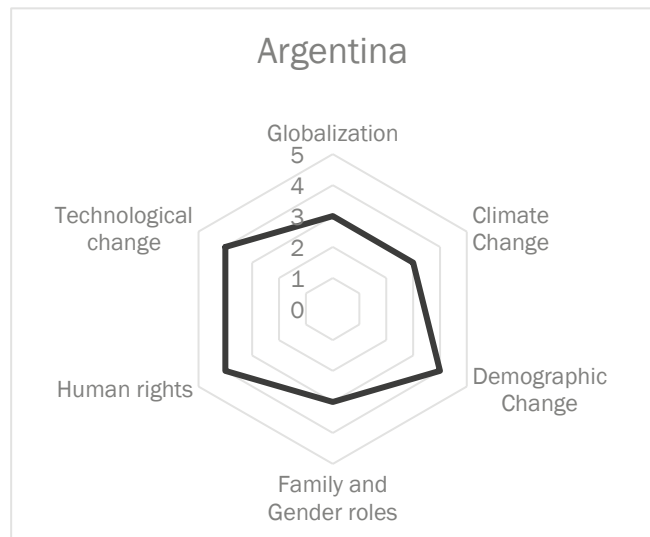 Argentina
Globalization
5
4
3
2
1
0
Technological
change
Climate
Change
Human rights
Demographic
Change
Family and
Gender roles